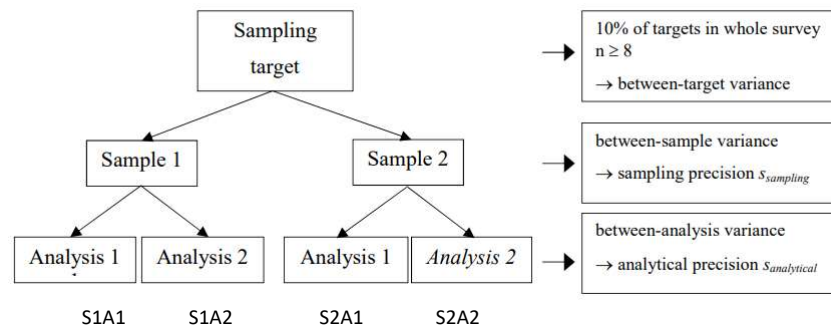 Sampling
target
10% of targets in whole survey
n ≥ 8
→ between-target variance
Sample 1
Sample 2
between-sample variance
→ sampling precision s_sampling
Analysis 1
Analysis 2
Analysis 1
Analysis 2
between-analysis variance
→ analytical precision s_analytical
S1A1
S1A2
S2A1
S2A2